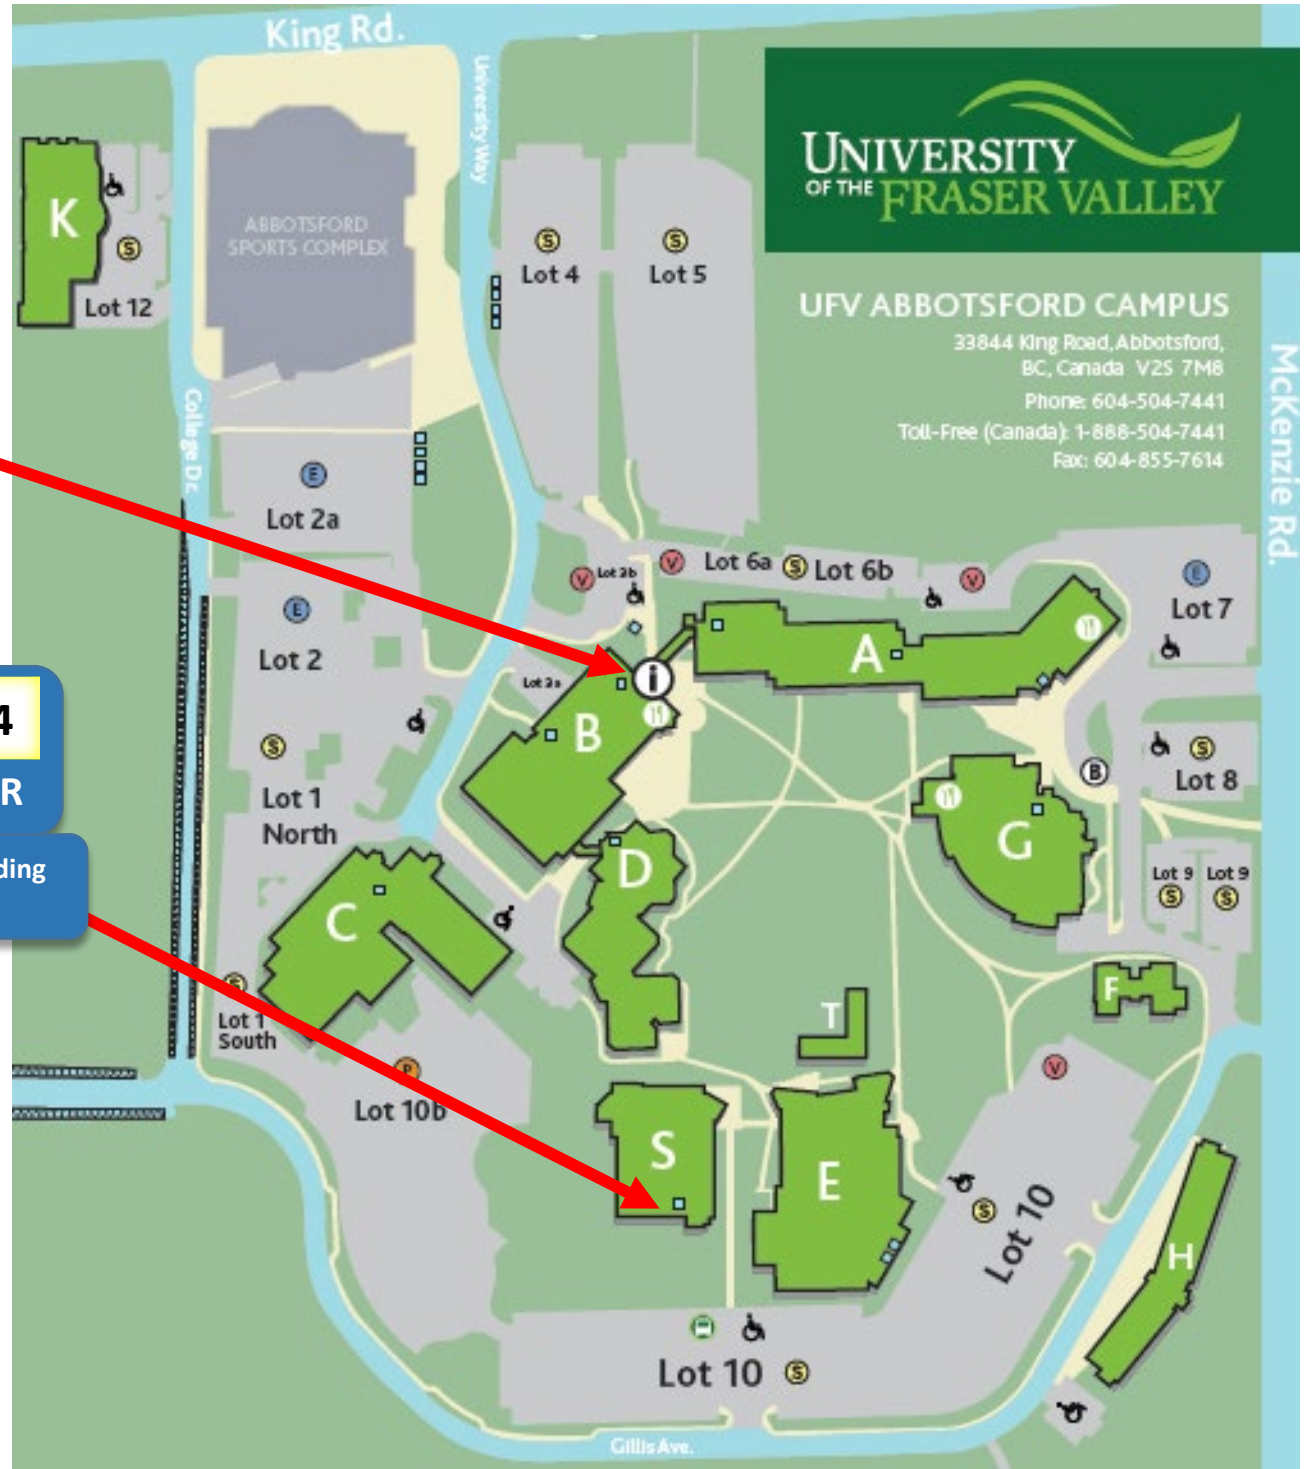 King Rd.
University Way
UNIVERSITY
OF THE FRASER VALLEY
K
ABBOTSFORD
SPORTS COMPLEX
S
Lot 12
S
Lot 4
S
Lot 5
UFV ABBOTSFORD CAMPUS
33844 King Road, Abbotsford,
BC, Canada V2S 7M8
Phone: 604-504-7441
Toll-Free (Canada): 1-888-504-7441
Fax: 604-855-7614
McKenzie Rd.
College Dr.
E
Lot 2a
V
Lot 3b
V
Lot 6a
S
Lot 6b
V
E
Lot 7
E
Lot 2
A
i
Lot 3a
B
4
R
S
Lot 1
North
B
S
Lot 8
G
ding
D
Lot 9
S
Lot 9
S
C
S
Lot 1
South
F
T
V
P
Lot 10b
S
E
S
Lot 10
H
Lot 10
S
Gillis Ave.